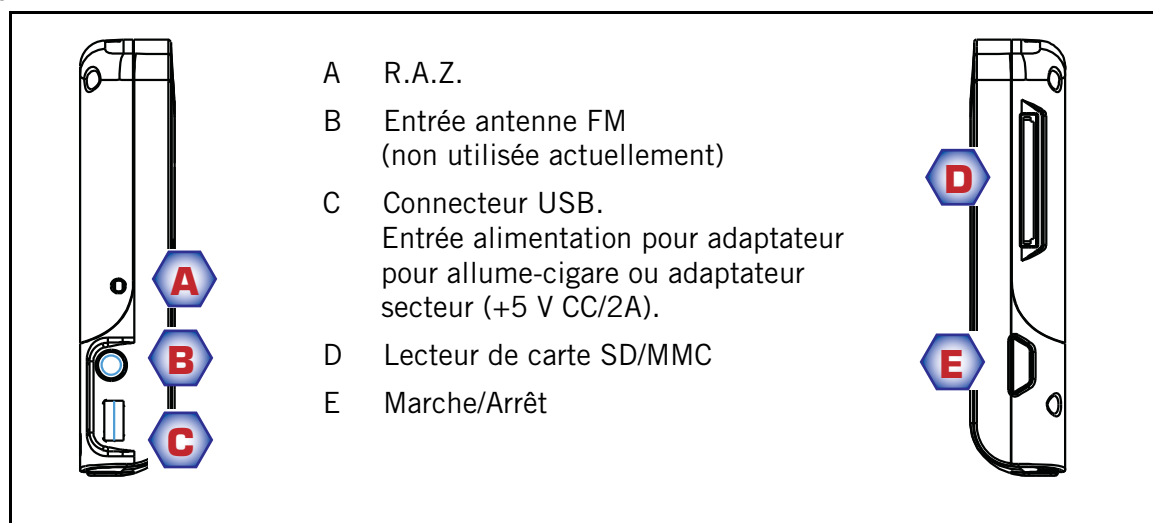 A R.A.Z.
B Entrée antenne FM
(non utilisée actuellement)
C Connecteur USB.
Entrée alimentation pour adaptateur
pour allume-cigare ou adaptateur
secteur (+5 V CC/2A).
D Lecteur de carte SD/MMC
E Marche/Arrêt
A
B
C
D
E